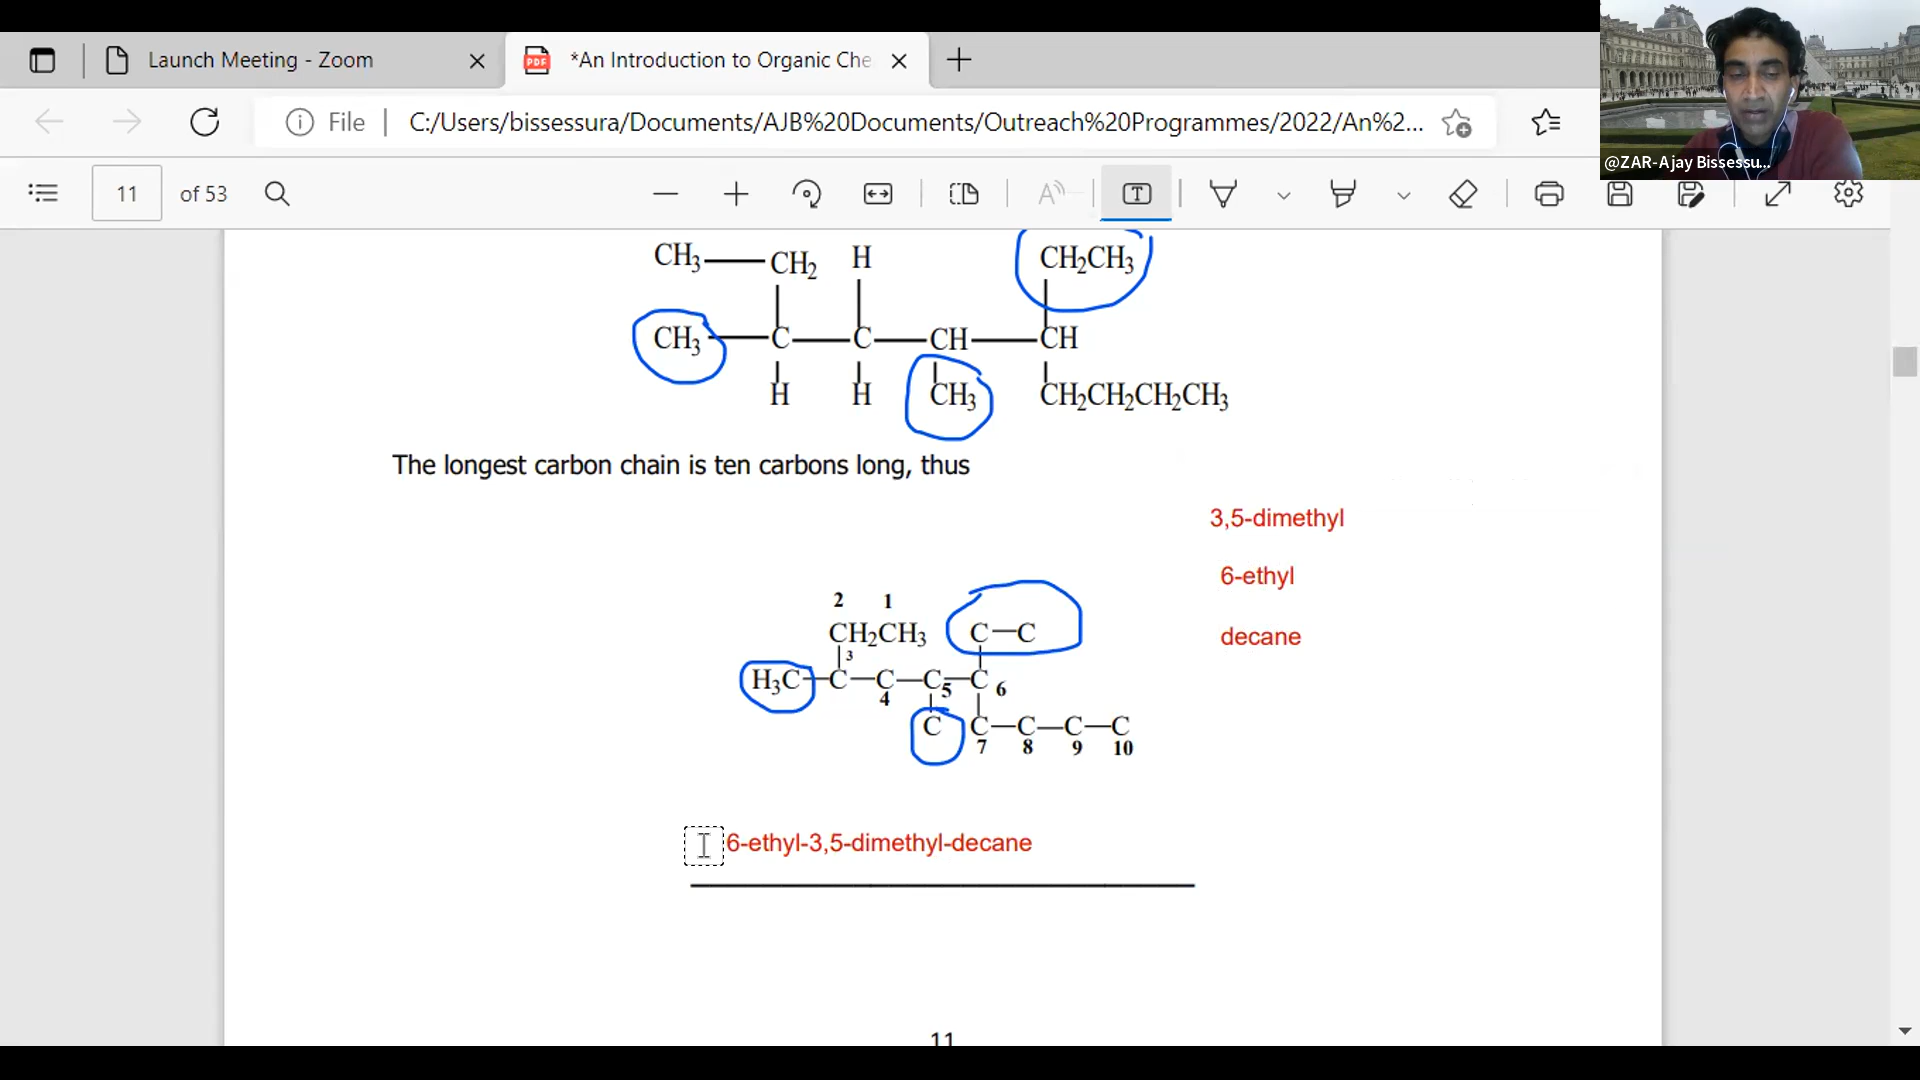 Launch Meeting - Zoom
*An Introduction to Organic Che
File
C:/Users/bissessura/Documents/AJB%20Documents/Outreach%20Programmes/2022/An%2...
@ZAR-Ajay Bissessu...
11 of 53
CH₃ CH₂ H CH₂CH₃
CH₃ C C CH CH
H H CH₃ CH₂CH₂CH₂CH₃
The longest carbon chain is ten carbons long, thus
3,5-dimethyl
6-ethyl
decane
2 1
CH₂CH₃ C—C
3
H₃C—C—C—C—C
4 5 6
C C—C—C—C
7 8 9 10
6-ethyl-3,5-dimethyl-decane
11